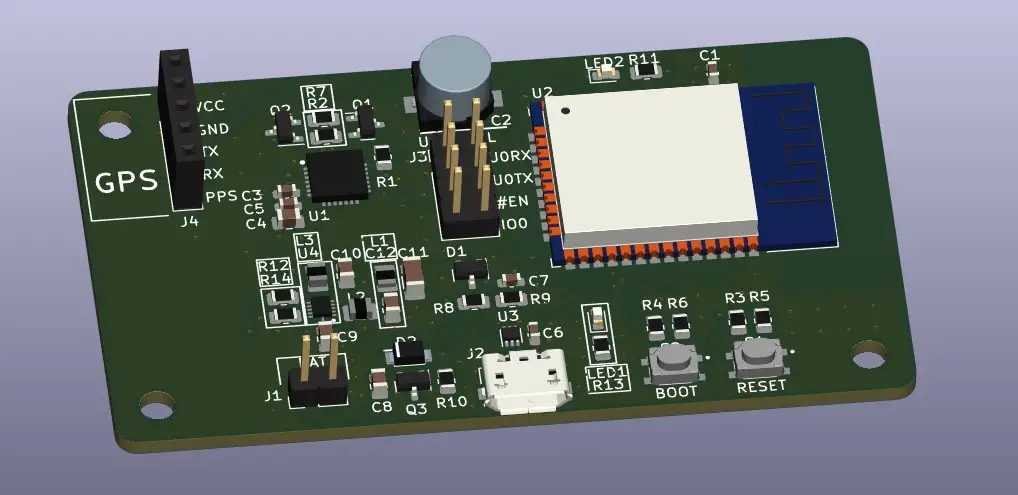 LED2 R11
C1
U2
VCC
GND
TX
RX
PPS
GPS
J4
Q2
R7
R2
Q1
R1
C3
C5
C4
U1
C2
J3
U0RX
U0TX
#EN
IO0
L3
U4
C10
L1
C12
C11
D1
R12
R14
C7
R8
R9
U3
C6
C9
J1
J2
C8
Q3
R10
LED1
R13
R4 R6
R3 R5
BOOT
RESET